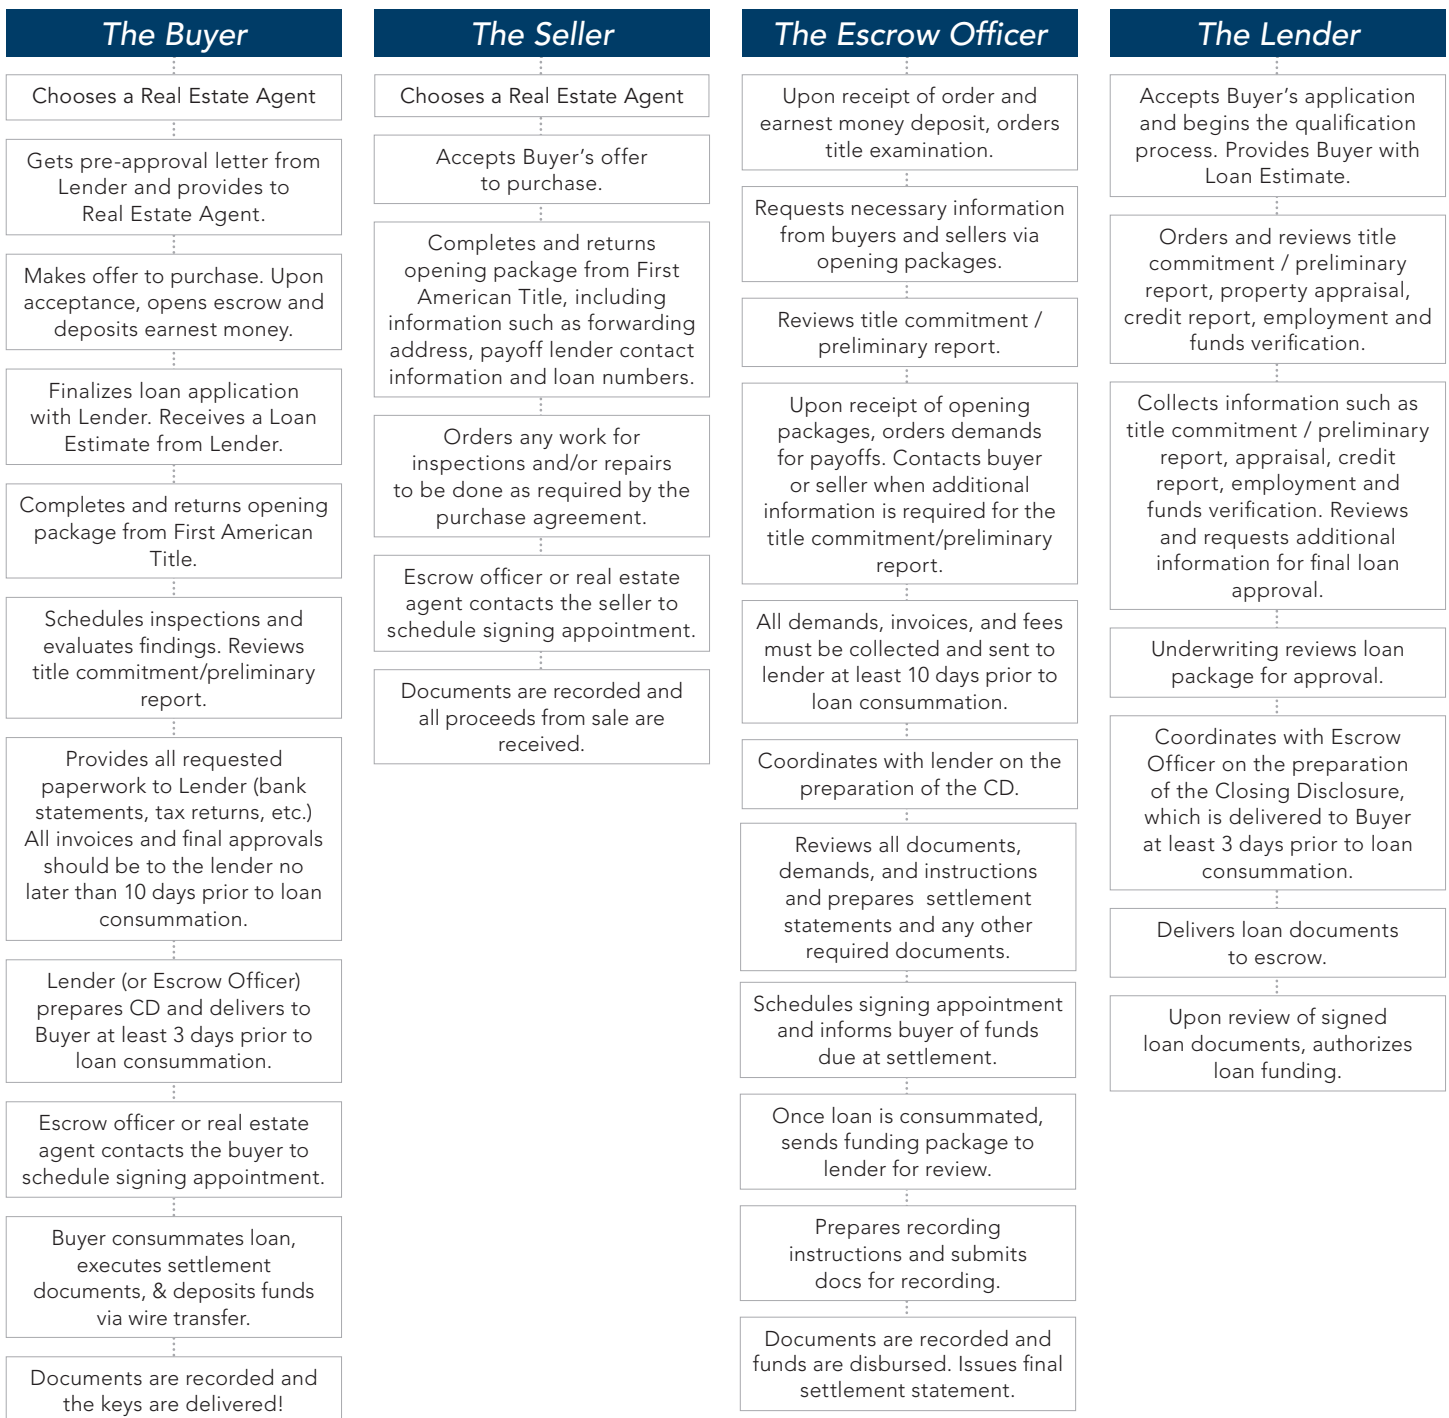 The Buyer
Chooses a Real Estate Agent
Gets pre-approval letter from
Lender and provides to
Real Estate Agent.
Makes offer to purchase. Upon
acceptance, opens escrow and
deposits earnest money.
Finalizes loan application
with Lender. Receives a Loan
Estimate from Lender.
Completes and returns opening
package from First American
Title.
Schedules inspections and
evaluates findings. Reviews
title commitment/preliminary
report.
Provides all requested
paperwork to Lender (bank
statements, tax returns, etc.)
All invoices and final approvals
should be to the lender no
later than 10 days prior to loan
consummation.
Lender (or Escrow Officer)
prepares CD and delivers to
Buyer at least 3 days prior to
loan consummation.
Escrow officer or real estate
agent contacts the buyer to
schedule signing appointment.
Buyer consummates loan,
executes settlement
documents, & deposits funds
via wire transfer.
Documents are recorded and
the keys are delivered!
The Seller
Chooses a Real Estate Agent
Accepts Buyer's offer
to purchase.
Completes and returns
opening package from First
American Title, including
information such as forwarding
address, payoff lender contact
information and loan numbers.
Orders any work for
inspections and/or repairs
to be done as required by the
purchase agreement.
Escrow officer or real estate
agent contacts the seller to
schedule signing appointment.
Documents are recorded and
all proceeds from sale are
received.
The Escrow Officer
Upon receipt of order and
earnest money deposit, orders
title examination.
Requests necessary information
from buyers and sellers via
opening packages.
Reviews title commitment /
preliminary report.
Upon receipt of opening
packages, orders demands
for payoffs. Contacts buyer
or seller when additional
information is required for the
title commitment/preliminary
report.
All demands, invoices, and fees
must be collected and sent to
lender at least 10 days prior to
loan consummation.
Coordinates with lender on the
preparation of the CD.
Reviews all documents,
demands, and instructions
and prepares settlement
statements and any other
required documents.
Schedules signing appointment
and informs buyer of funds
due at settlement.
Once loan is consummated,
sends funding package to
lender for review.
Prepares recording
instructions and submits
docs for recording.
Documents are recorded and
funds are disbursed. Issues final
settlement statement.
The Lender
Accepts Buyer's application
and begins the qualification
process. Provides Buyer with
Loan Estimate.
Orders and reviews title
commitment / preliminary
report, property appraisal,
credit report, employment and
funds verification.
Collects information such as
title commitment / preliminary
report, appraisal, credit
report, employment and
funds verification. Reviews
and requests additional
information for final loan
approval.
Underwriting reviews loan
package for approval.
Coordinates with Escrow
Officer on the preparation
of the Closing Disclosure,
which is delivered to Buyer
at least 3 days prior to loan
consummation.
Delivers loan documents
to escrow.
Upon review of signed
loan documents, authorizes
loan funding.